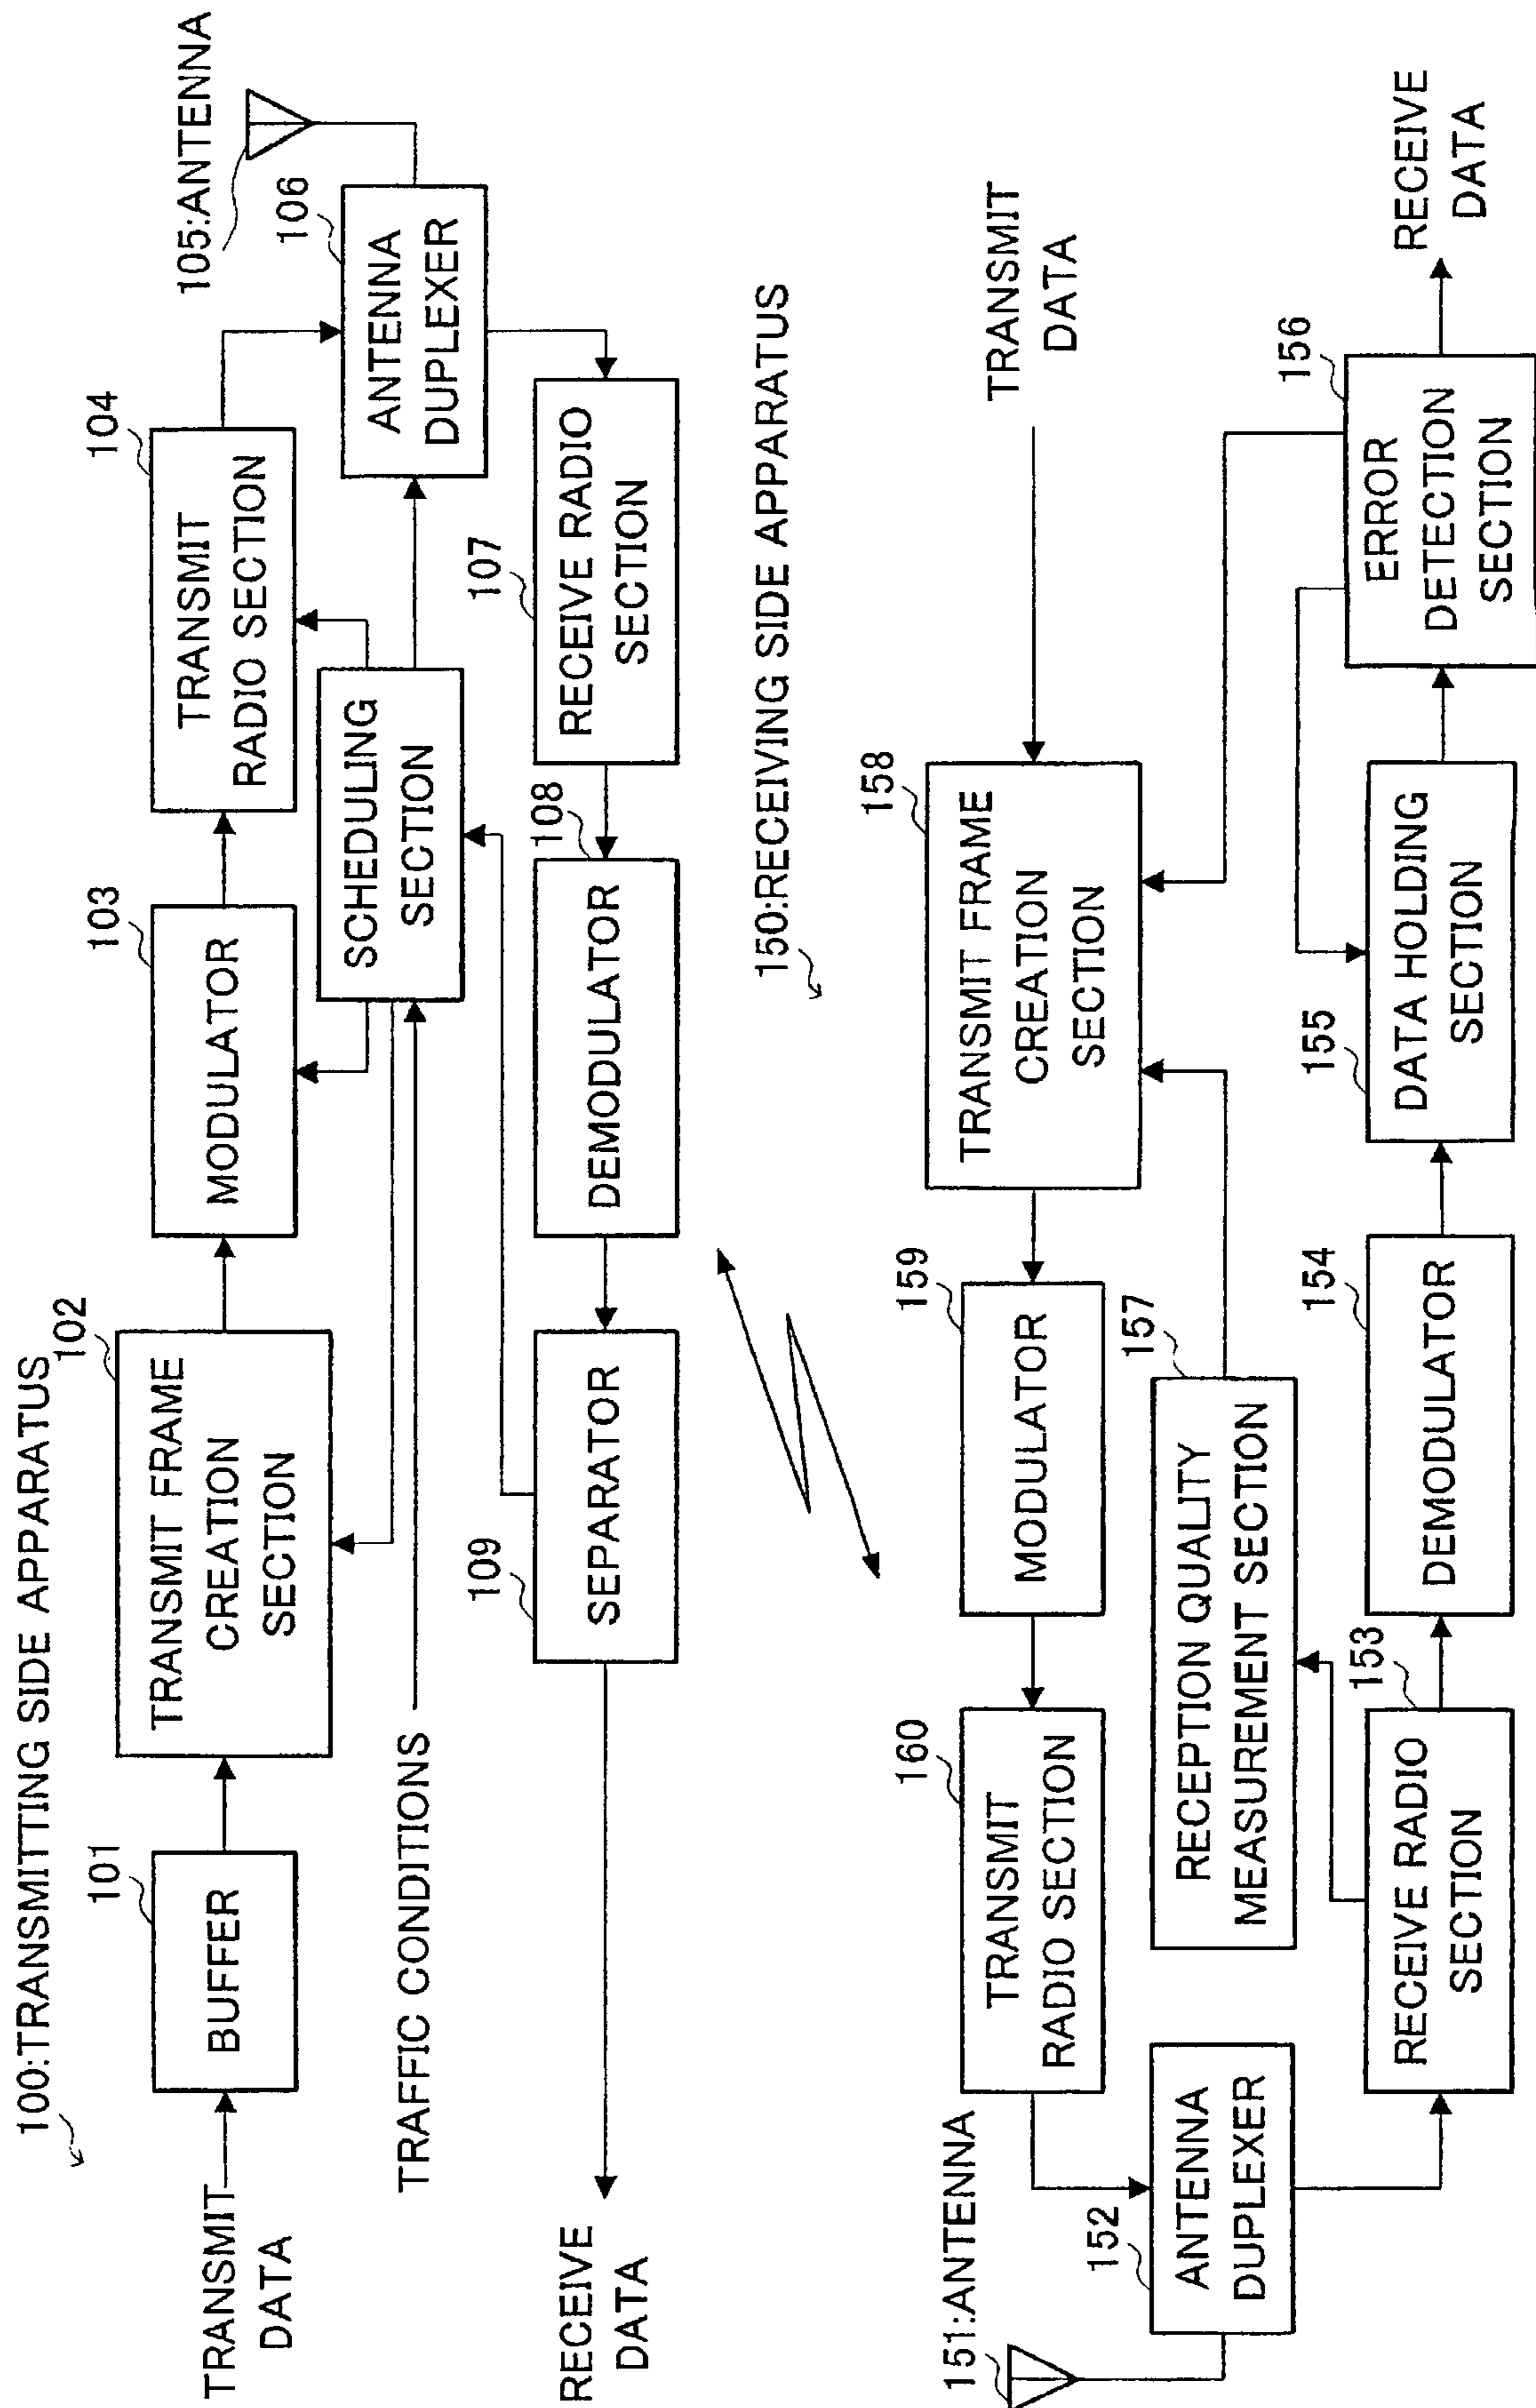 100:TRANSMITTING SIDE APPARATUS
TRANSMIT
DATA
101
BUFFER
102
TRANSMIT FRAME
CREATION
SECTION
103
MODULATOR
104
TRANSMIT
RADIO SECTION
105:ANTENNA
106
ANTENNA
DUPLEXER
TRAFFIC CONDITIONS
SCHEDULING
SECTION
RECEIVE
DATA
109
SEPARATOR
108
DEMODULATOR
107
RECEIVE RADIO
SECTION
150:RECEIVING SIDE APPARATUS
151:ANTENNA
152
ANTENNA
DUPLEXER
160
TRANSMIT
RADIO SECTION
159
MODULATOR
158
TRANSMIT FRAME
CREATION
SECTION
TRANSMIT
DATA
157
RECEPTION QUALITY
MEASUREMENT SECTION
153
RECEIVE RADIO
SECTION
154
DEMODULATOR
155
DATA HOLDING
SECTION
156
ERROR
DETECTION
SECTION
RECEIVE
DATA